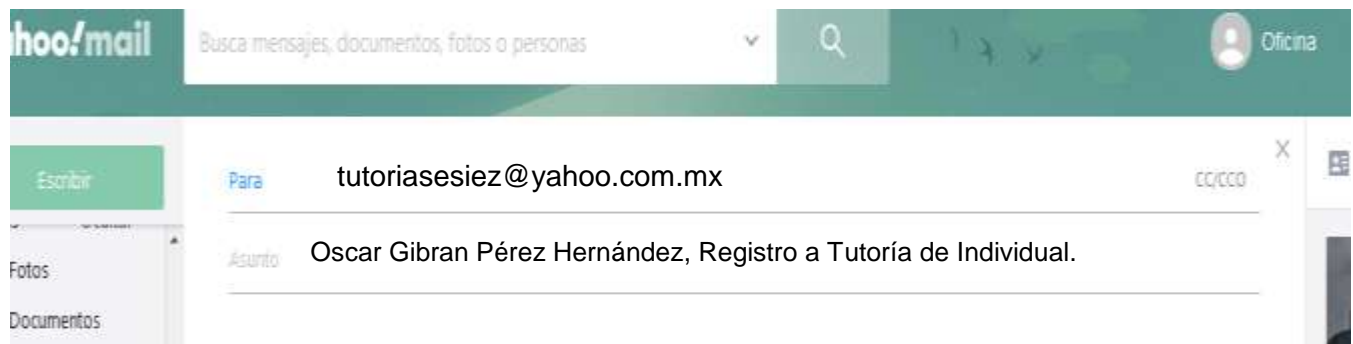 hoo!mail
Busca mensajes, documentos, fotos o personas
Oficina
Escribir
Para tutoriasesiez@yahoo.com.mx CC/CCO
X
Asunto Oscar Gibran Pérez Hernández, Registro a Tutoría de Individual.
Fotos
Documentos